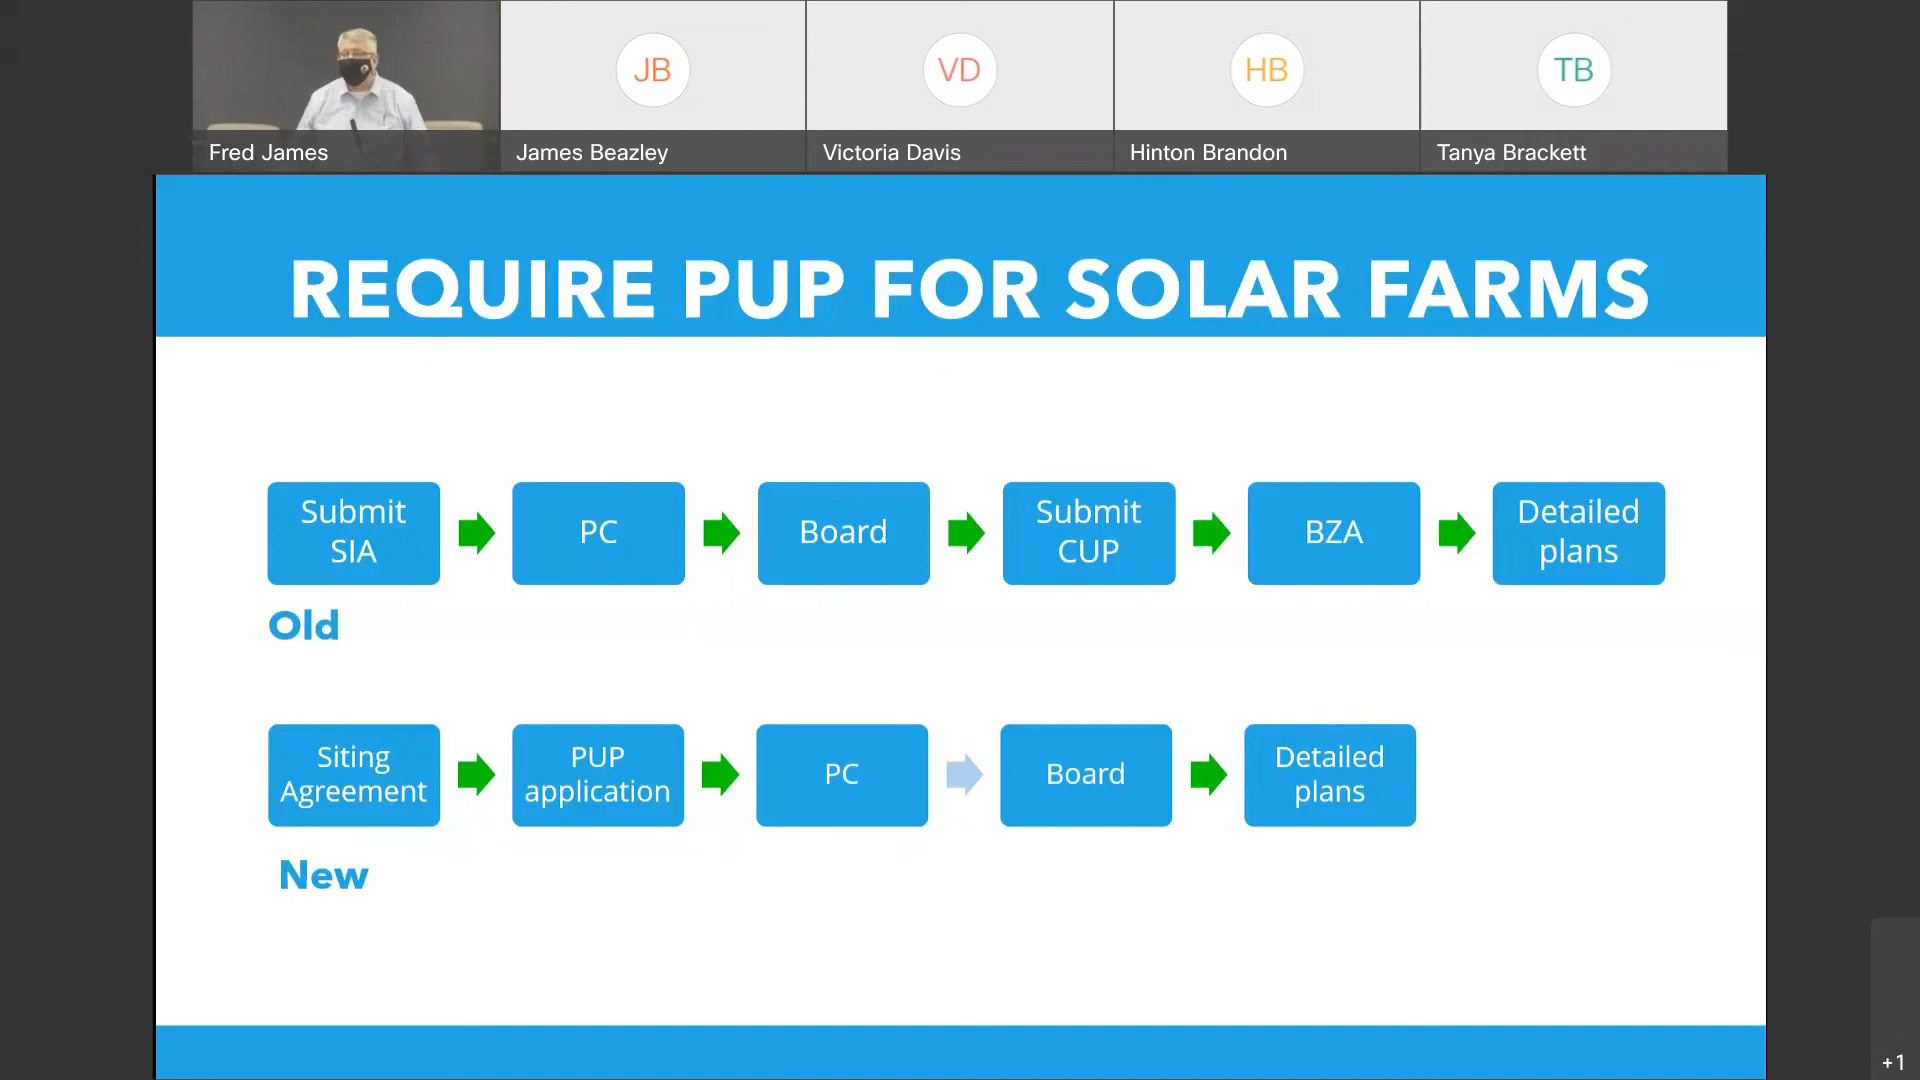 JB
VD
HB
TB
Fred James
James Beazley
Victoria Davis
Hinton Brandon
Tanya Brackett
REQUIRE PUP FOR SOLAR FARMS
Submit
SIA
PC
Board
Submit
CUP
BZA
Detailed
plans
Old
Siting
Agreement
PUP
application
PC
Board
Detailed
plans
New
+1